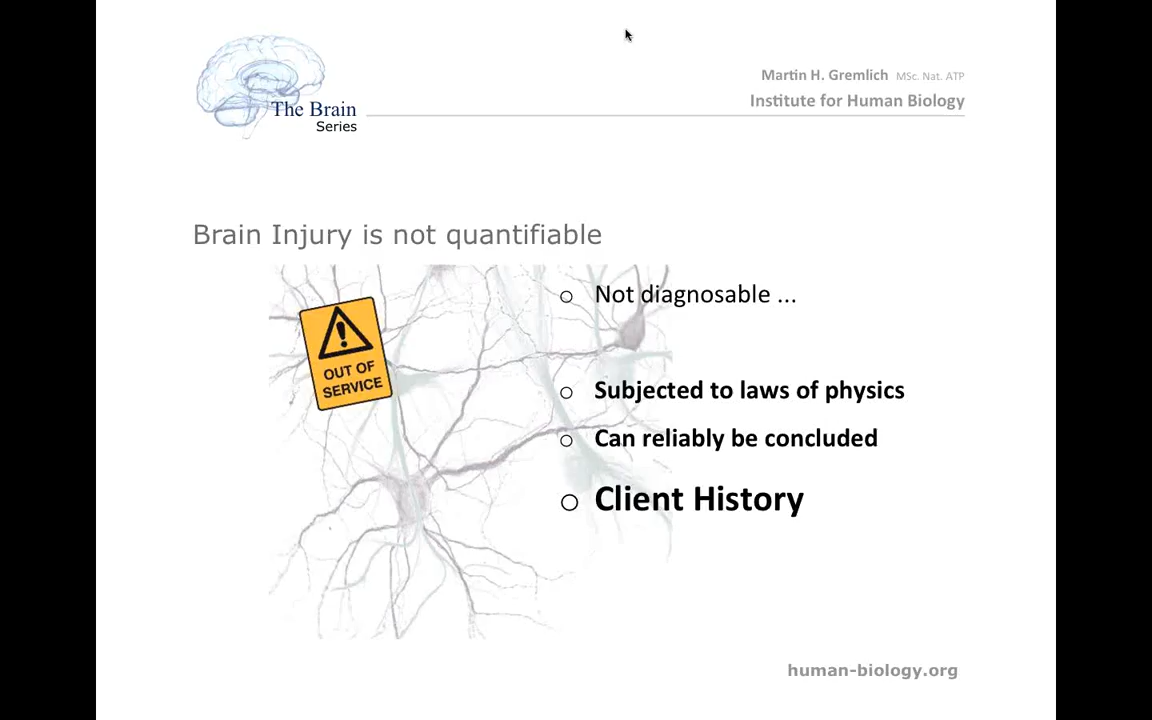 The Brain
Series
Martin H. Gremlich MSc. Nat. ATP
Institute for Human Biology
Brain Injury is not quantifiable
OUT OF
SERVICE
o Not diagnosable ...
o Subjected to laws of physics
o Can reliably be concluded
o Client History
human-biology.org